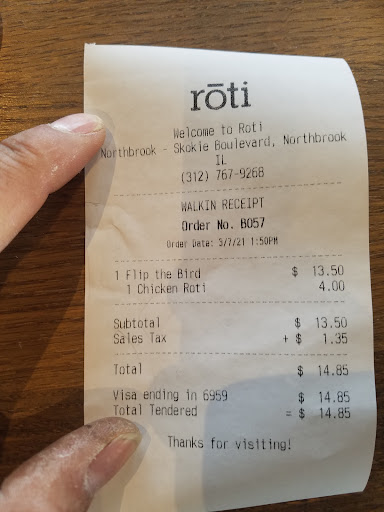 rōti
Welcome to Roti
Northbrook - Skokie Boulevard, Northbrook
IL
(312) 767-9268
WALKIN RECEIPT
Order No. B057
Order Date: 5/7/21 1:50PM
1 Flip the Bird $ 13.50
1 Chicken Roti 4.00
Subtotal $ 13.50
Sales Tax + $ 1.35
Total $ 14.85
Visa ending in 6959 $ 14.85
Total Tendered = $ 14.85
Thanks for visiting!